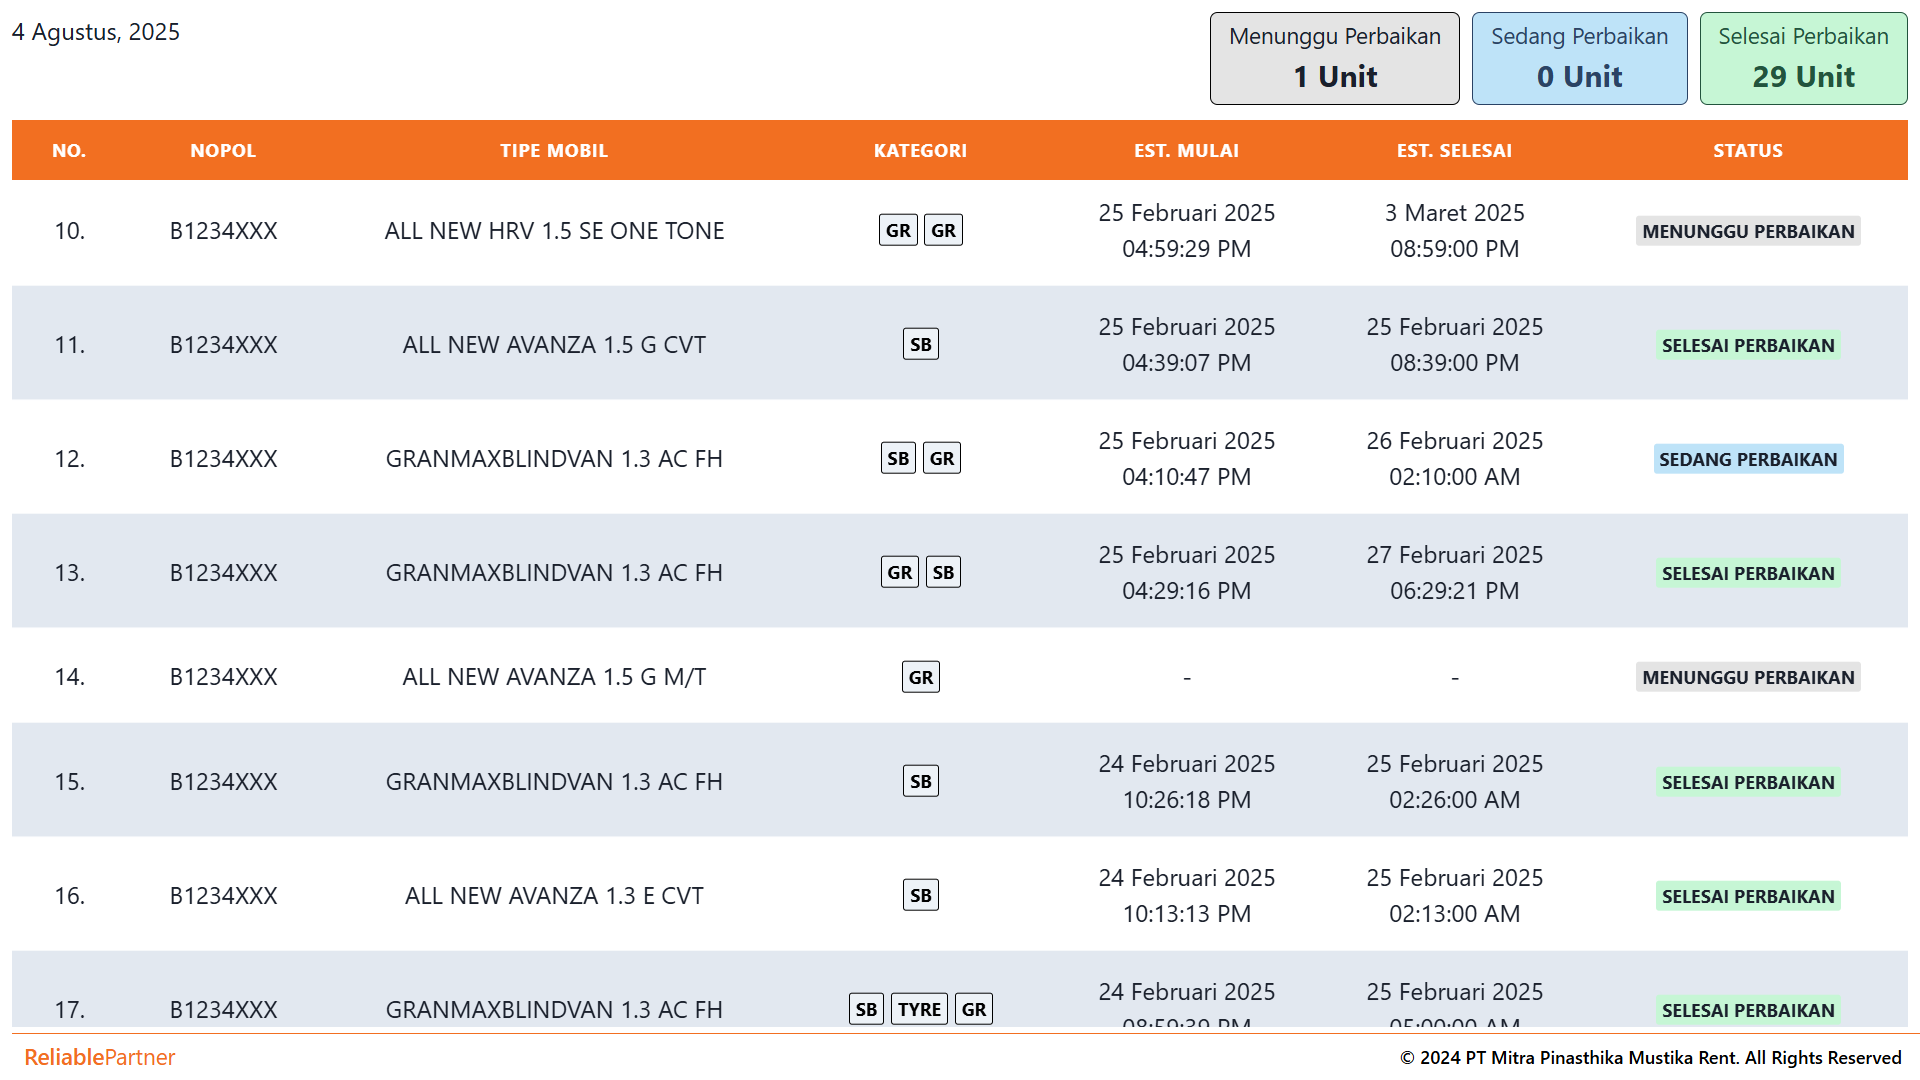 4 Agustus, 2025
Menunggu Perbaikan
1 Unit
Sedang Perbaikan
0 Unit
Selesai Perbaikan
29 Unit
NO. NOPOL TIPE MOBIL KATEGORI EST. MULAI EST. SELESAI STATUS
10. B1234XXX ALL NEW HRV 1.5 SE ONE TONE GR GR 25 Februari 2025 04:59:29 PM 3 Maret 2025 08:59:00 PM MENUNGGU PERBAIKAN
11. B1234XXX ALL NEW AVANZA 1.5 G CVT SB 25 Februari 2025 04:39:07 PM 25 Februari 2025 08:39:00 PM SELESAI PERBAIKAN
12. B1234XXX GRANMAXBLINDVAN 1.3 AC FH SB GR 25 Februari 2025 04:10:47 PM 26 Februari 2025 02:10:00 AM SEDANG PERBAIKAN
13. B1234XXX GRANMAXBLINDVAN 1.3 AC FH GR SB 25 Februari 2025 04:29:16 PM 27 Februari 2025 06:29:21 PM SELESAI PERBAIKAN
14. B1234XXX ALL NEW AVANZA 1.5 G M/T GR - - MENUNGGU PERBAIKAN
15. B1234XXX GRANMAXBLINDVAN 1.3 AC FH SB 24 Februari 2025 10:26:18 PM 25 Februari 2025 02:26:00 AM SELESAI PERBAIKAN
16. B1234XXX ALL NEW AVANZA 1.3 E CVT SB 24 Februari 2025 10:13:13 PM 25 Februari 2025 02:13:00 AM SELESAI PERBAIKAN
17. B1234XXX GRANMAXBLINDVAN 1.3 AC FH SB TYRE GR 24 Februari 2025 25 Februari 2025 SELESAI PERBAIKAN
ReliablePartner
© 2024 PT Mitra Pinasthika Mustika Rent. All Rights Reserved